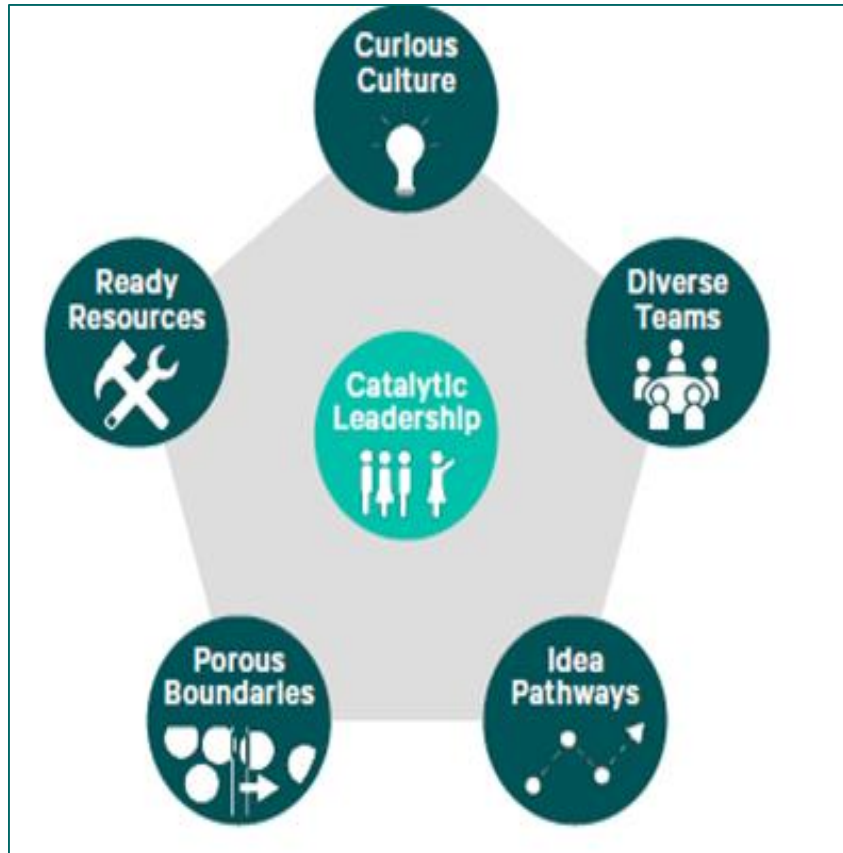 Curious
Culture
Ready
Resources
Diverse
Teams
Catalytic
Leadership
Porous
Boundaries
Idea
Pathways